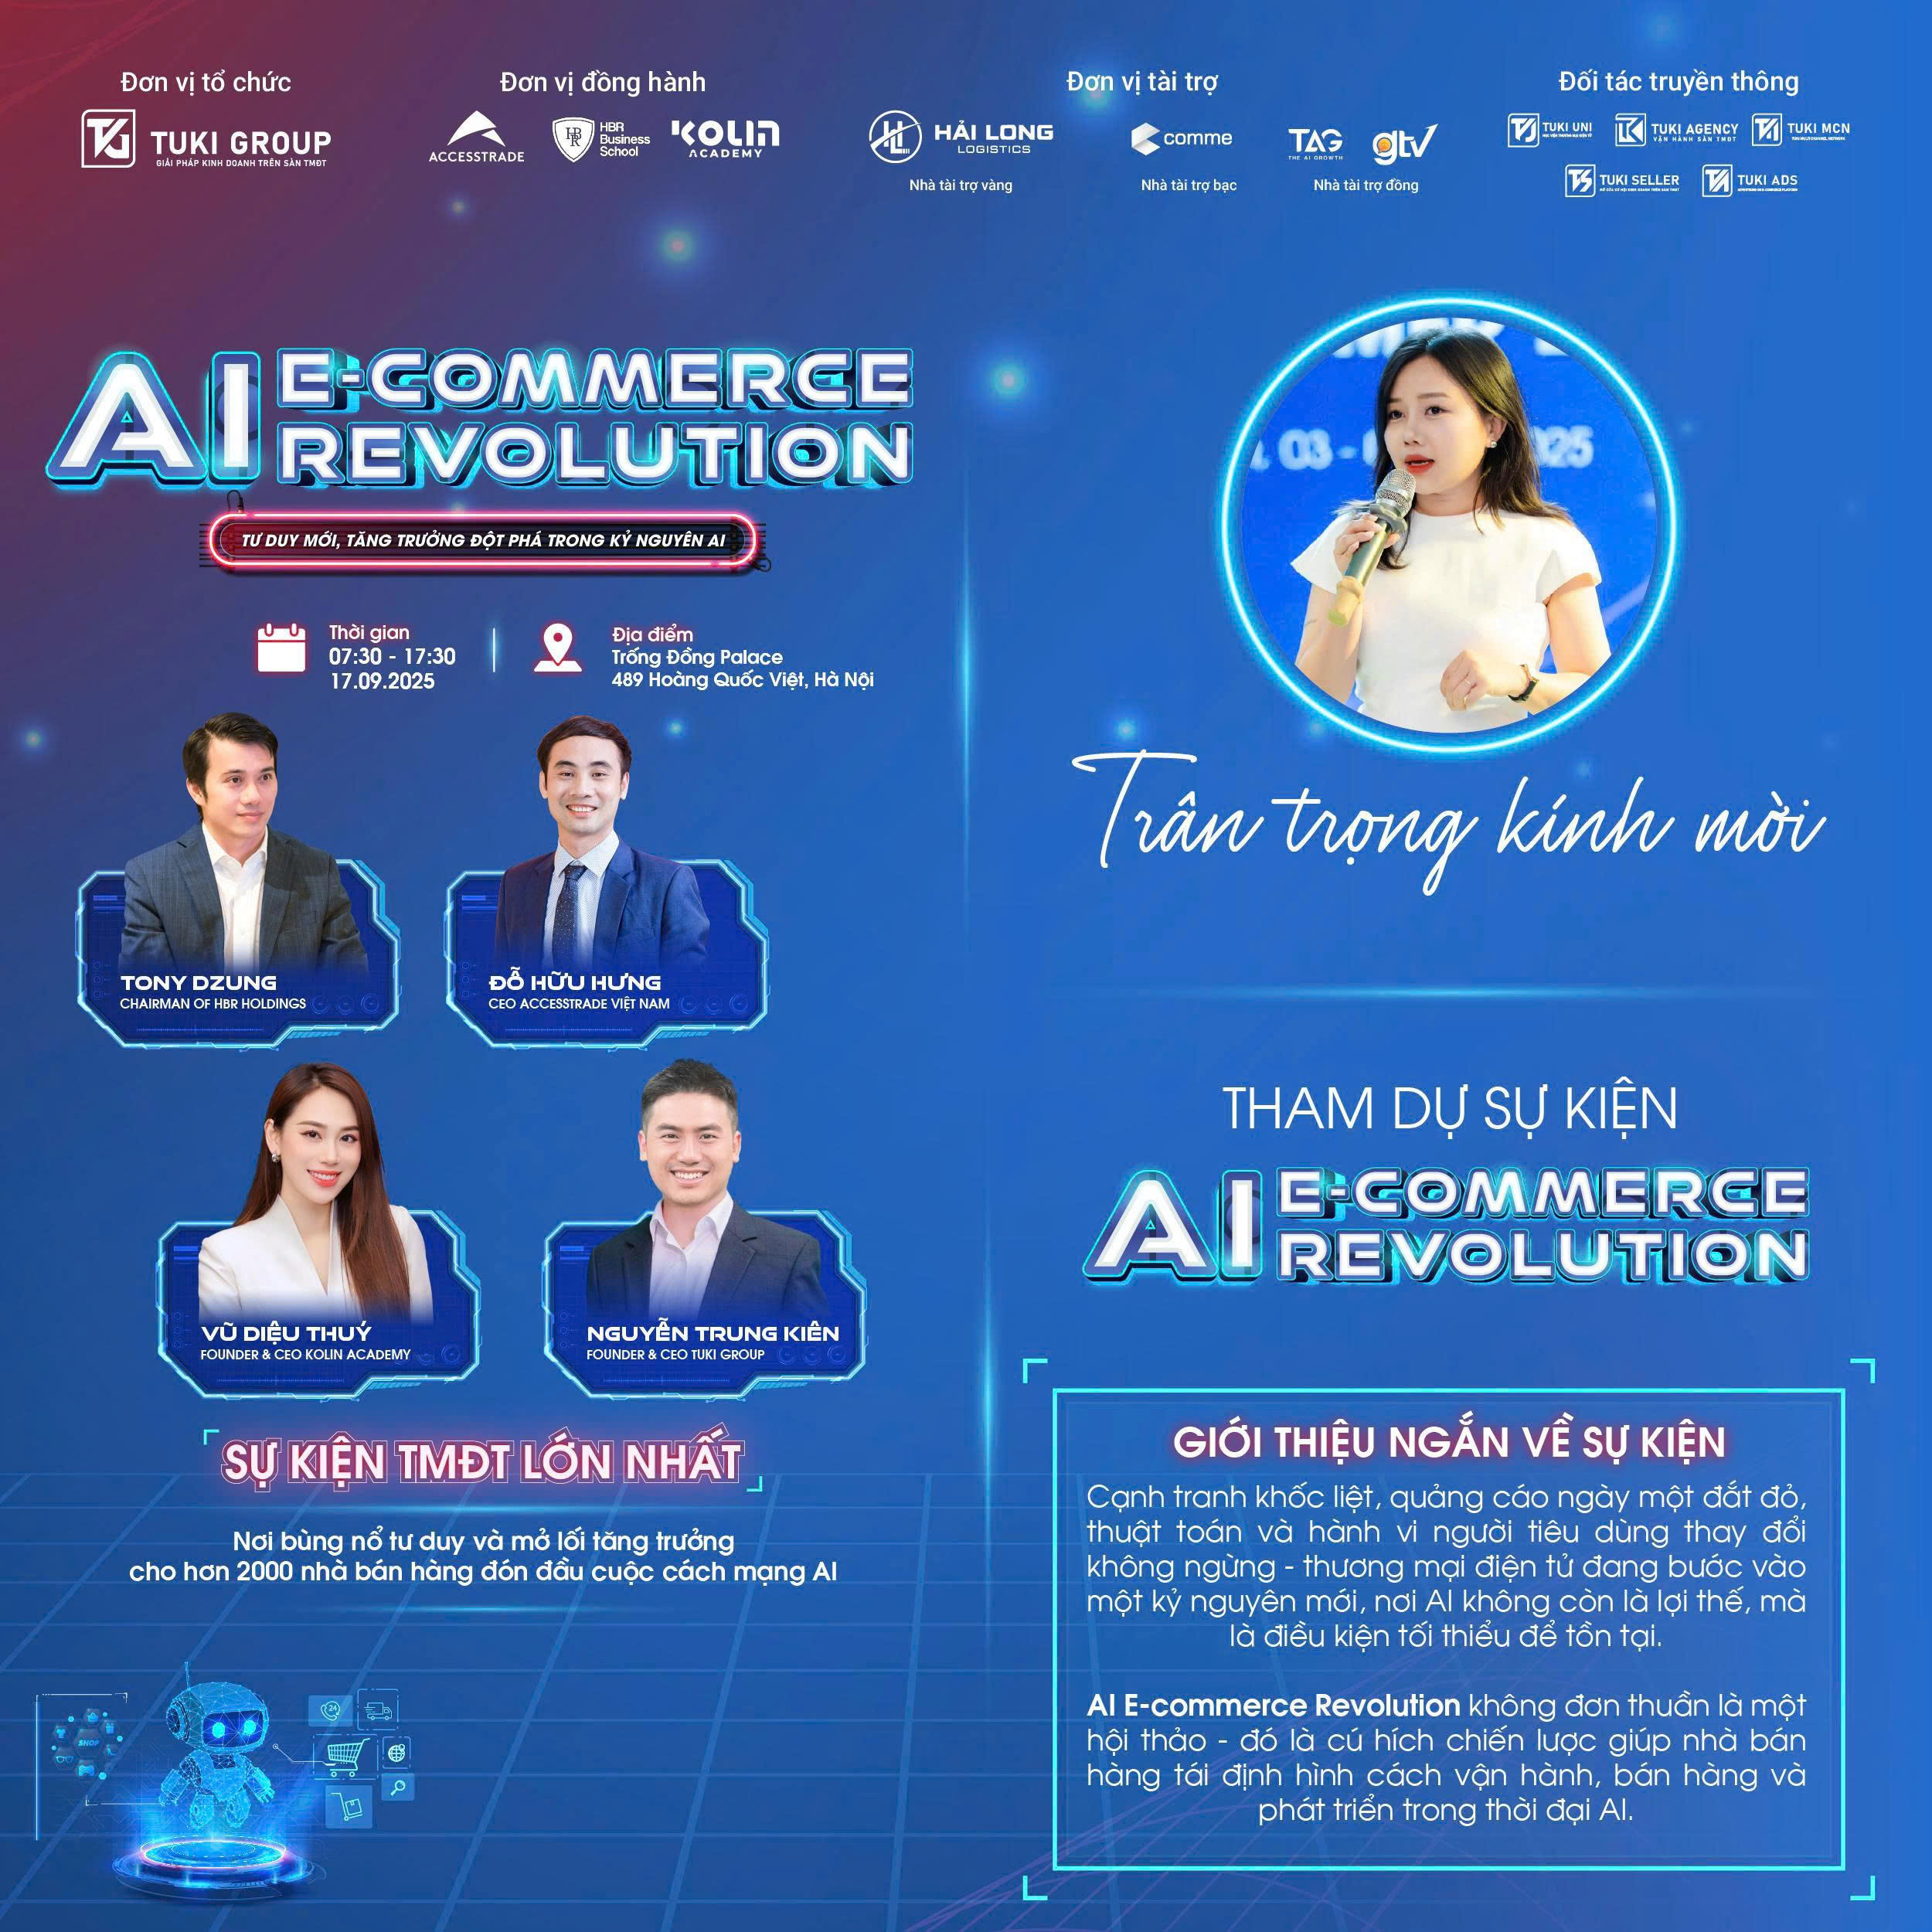 Đơn vị tổ chức
TUKI GROUP
GIẢI PHÁP KINH DOANH TRÊN SÀN TMĐT
Đơn vị đồng hành
ACCESSTRADE
HBR
Business
School
KOLIN
ACADEMY
Đơn vị tài trợ
HẢI LONG
LOGISTICS
Nhà tài trợ vàng
comme
Nhà tài trợ bạc
TAG
THE AI GROWTH
gtv
Nhà tài trợ đồng
Đối tác truyền thông
TUKI UNI
TUKI AGENCY
VẬN HÀNH SÀN TMĐT
TUKI MCN
TUKI SELLER
TUKI ADS
AI E-COMMERCE
REVOLUTION
TƯ DUY MỚI, TĂNG TRƯỞNG ĐỘT PHÁ TRONG KỶ NGUYÊN AI
Thời gian
07:30 - 17:30
17.09.2025
Địa điểm
Trống Đồng Palace
489 Hoàng Quốc Việt, Hà Nội
TONY DZUNG
CHAIRMAN OF HBR HOLDINGS
ĐỖ HỮU HƯNG
CEO ACCESSTRADE VIỆT NAM
VŨ DIỆU THUÝ
FOUNDER & CEO KOLIN ACADEMY
NGUYỄN TRUNG KIÊN
FOUNDER & CEO TUKI GROUP
SỰ KIỆN TMĐT LỚN NHẤT
Nơi bùng nổ tư duy và mở lối tăng trưởng
cho hơn 2000 nhà bán hàng đón đầu cuộc cách mạng AI
SHOP
24
03 -
2025
Trân trọng kính mời
THAM DỰ SỰ KIỆN
AI E-COMMERCE
REVOLUTION
GIỚI THIỆU NGẮN VỀ SỰ KIỆN
Cạnh tranh khốc liệt, quảng cáo ngày một đắt đỏ,
thuật toán và hành vi người tiêu dùng thay đổi
không ngừng - thương mại điện tử đang bước vào
một kỷ nguyên mới, nơi AI không còn là lợi thế, mà
là điều kiện tối thiểu để tồn tại.
AI E-commerce Revolution không đơn thuần là một
hội thảo - đó là cú hích chiến lược giúp nhà bán
hàng tái định hình cách vận hành, bán hàng và
phát triển trong thời đại AI.